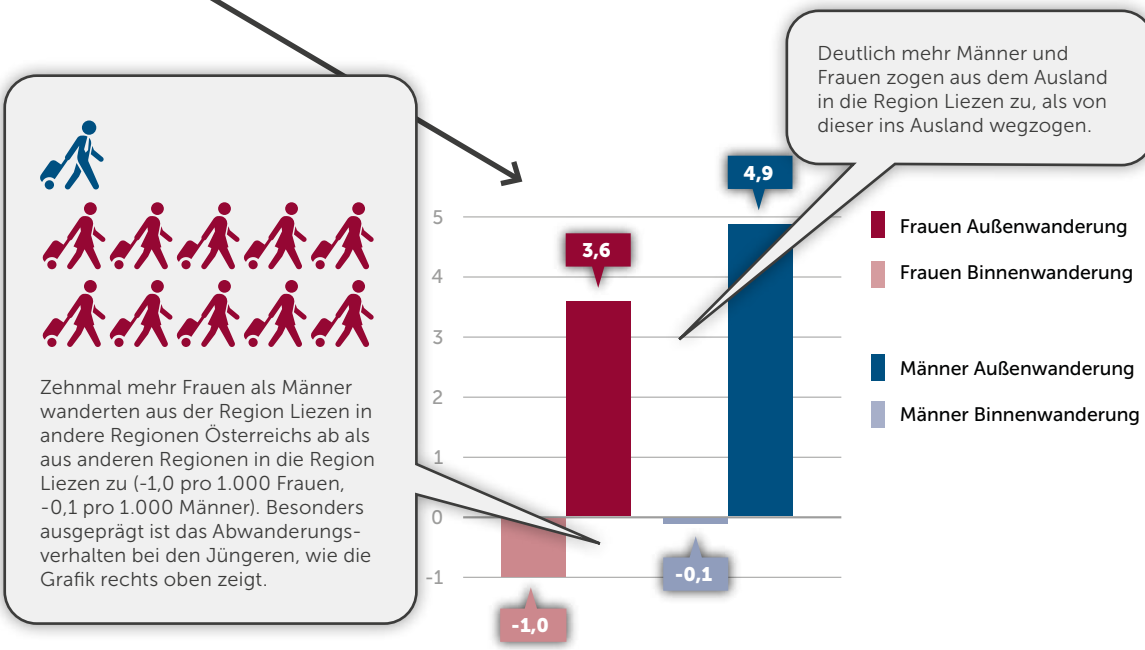 Deutlich mehr Männer und
Frauen zogen aus dem Ausland
in die Region Liezen zu, als von
dieser ins Ausland wegzogen.
Zehnmal mehr Frauen als Männer
wanderten aus der Region Liezen in
andere Regionen Österreichs ab als
aus anderen Regionen in die Region
Liezen zu (-1,0 pro 1.000 Frauen,
-0,1 pro 1.000 Männer). Besonders
ausgeprägt ist das Abwanderungs-
verhalten bei den Jüngeren, wie die
Grafik rechts oben zeigt.
5
4
3
2
1
0
-1
3,6
4,9
-1,0
-0,1
Frauen Außenwanderung
Frauen Binnenwanderung
Männer Außenwanderung
Männer Binnenwanderung